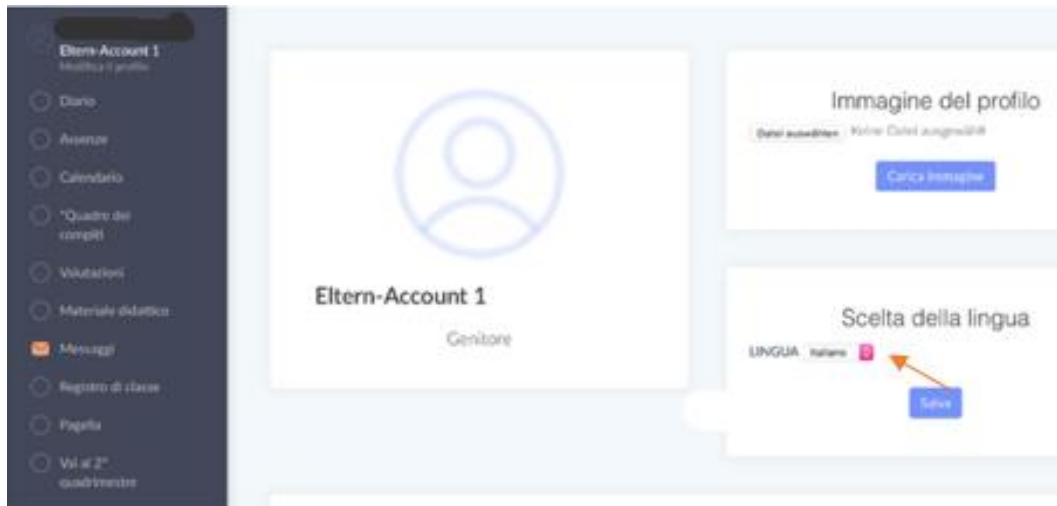 Eltern-Account 1
Modifica il profilo
Diario
Assenze
Calendario
"Quadro dei
compiti
Valutazioni
Materiale didattico
Messaggi
Registro di classe
Pagella
Vai al 2°
quadrimestre
Eltern-Account 1
Genitore
Immagine del profilo
Datei auswählen Keine Datei ausgewählt
Carica immagine
Scelta della lingua
LINGUA Italiano
Salva